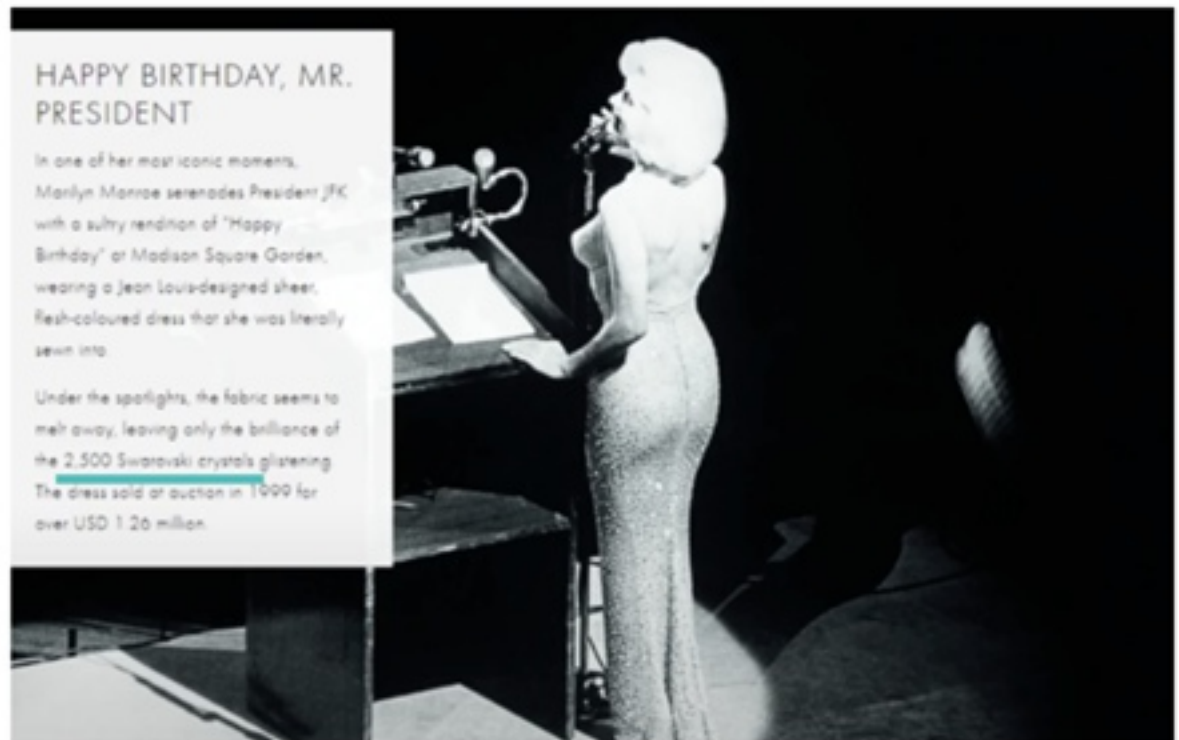 HAPPY BIRTHDAY, MR.
PRESIDENT
In one of her most iconic moments,
Marilyn Monroe serenades President JFK
with a sultry rendition of "Happy
Birthday" at Madison Square Garden,
wearing a Jean Louis-designed sheer,
flesh-coloured dress that she was literally
sewn into.
Under the spotlights, the fabric seems to
melt away, leaving only the brilliance of
the 2,500 Swarovski crystals glistening.
The dress sold at auction in 1999 for
over USD 1.26 million.